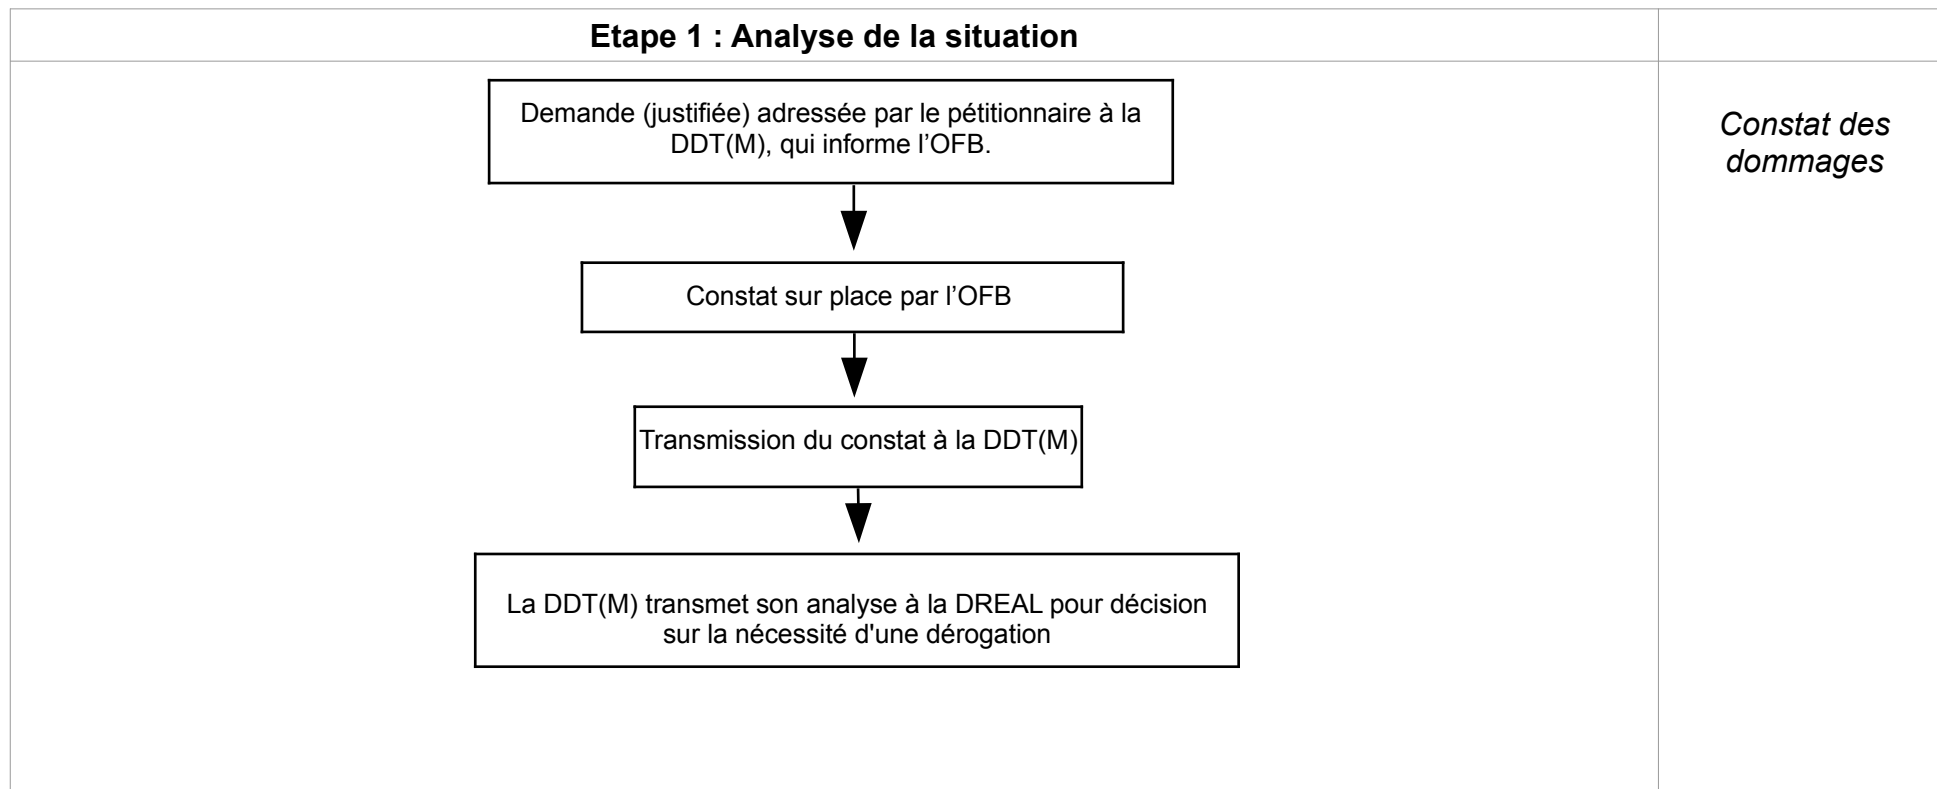 Etape 1 : Analyse de la situation
Demande (justifiée) adressée par le pétitionnaire à la
DDT(M), qui informe l’OFB.
Constat des
dommages
Constat sur place par l’OFB
Transmission du constat à la DDT(M)
La DDT(M) transmet son analyse à la DREAL pour décision
sur la nécessité d'une dérogation